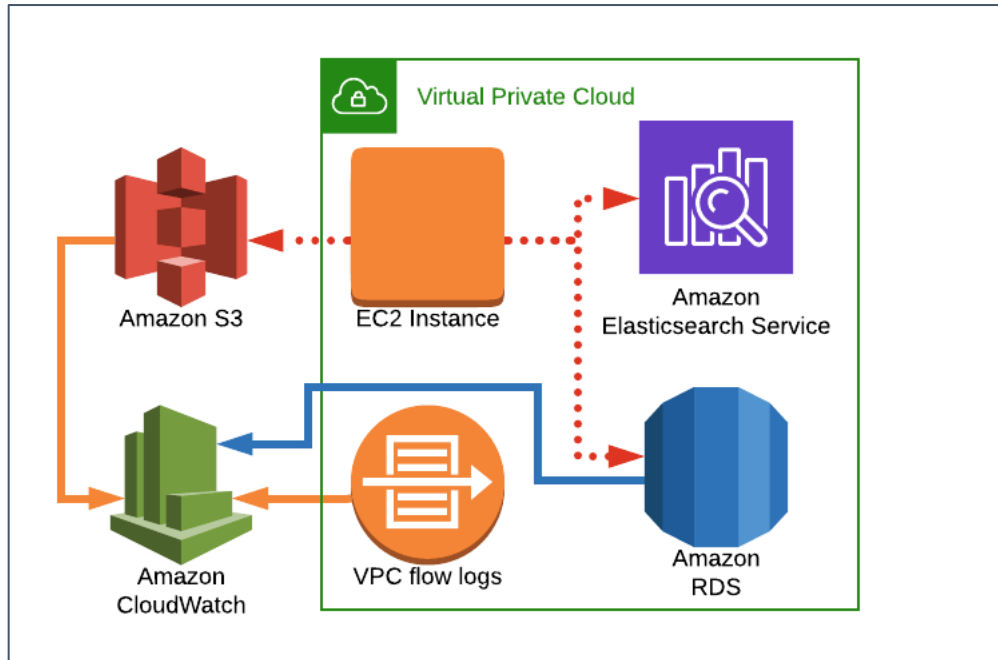 Virtual Private Cloud
Amazon S3
EC2 Instance
Amazon
Elasticsearch Service
Amazon
CloudWatch
VPC flow logs
Amazon
RDS